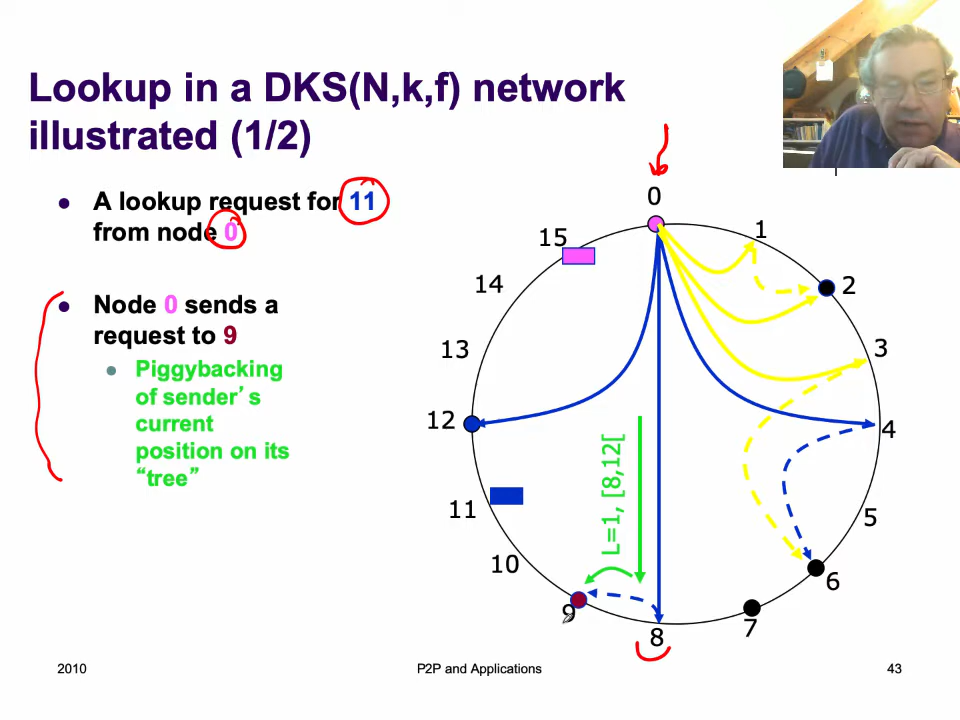 Lookup in a DKS(N,k,f) network
illustrated (1/2)
A lookup request for 11
from node 0
Node 0 sends a
request to 9
Piggybacking
of sender's
current
position on its
“tree”
0
1
2
3
4
5
6
7
8
9
10
11
12
13
14
15
L=1, [8,12[
2010
P2P and Applications
43